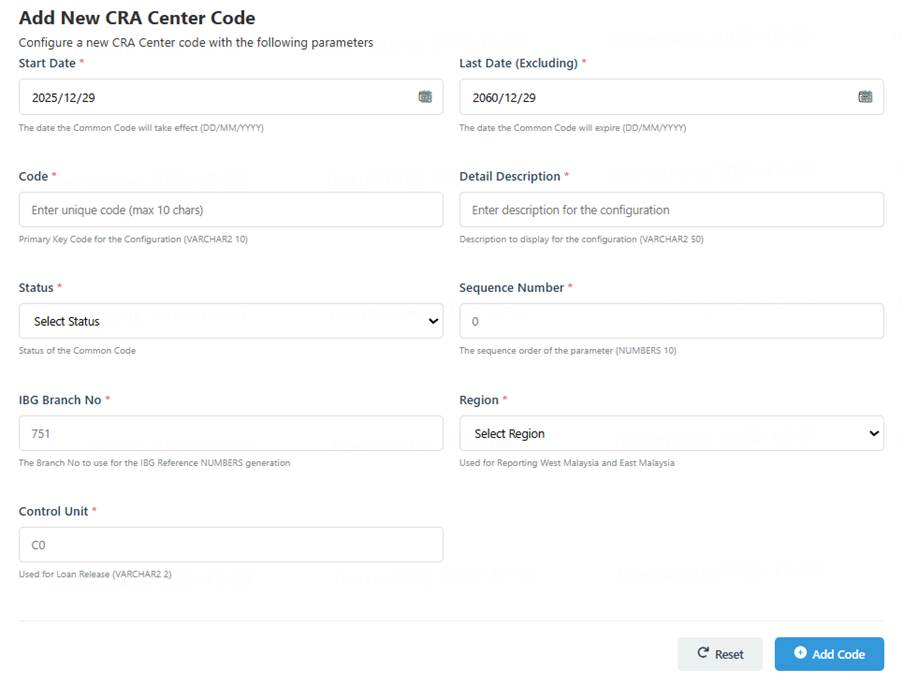 Add New CRA Center Code
Configure a new CRA Center code with the following parameters
Start Date *
Last Date (Excluding) *
2025/12/29
2060/12/29
The date the Common Code will take effect (DD/MM/YYYY)
The date the Common Code will expire (DD/MM/YYYY)
Code *
Detail Description *
Enter unique code (max 10 chars)
Enter description for the configuration
Primary Key Code for the Configuration (VARCHAR2 10)
Description to display for the configuration (VARCHAR2 50)
Status *
Sequence Number *
Select Status
0
Status of the Common Code
The sequence order of the parameter (NUMBERS 10)
IBG Branch No *
Region *
751
Select Region
The Branch No to use for the IBG Reference NUMBERS generation
Used for Reporting West Malaysia and East Malaysia
Control Unit *
C0
Used for Loan Release (VARCHAR2 2)
Reset
Add Code